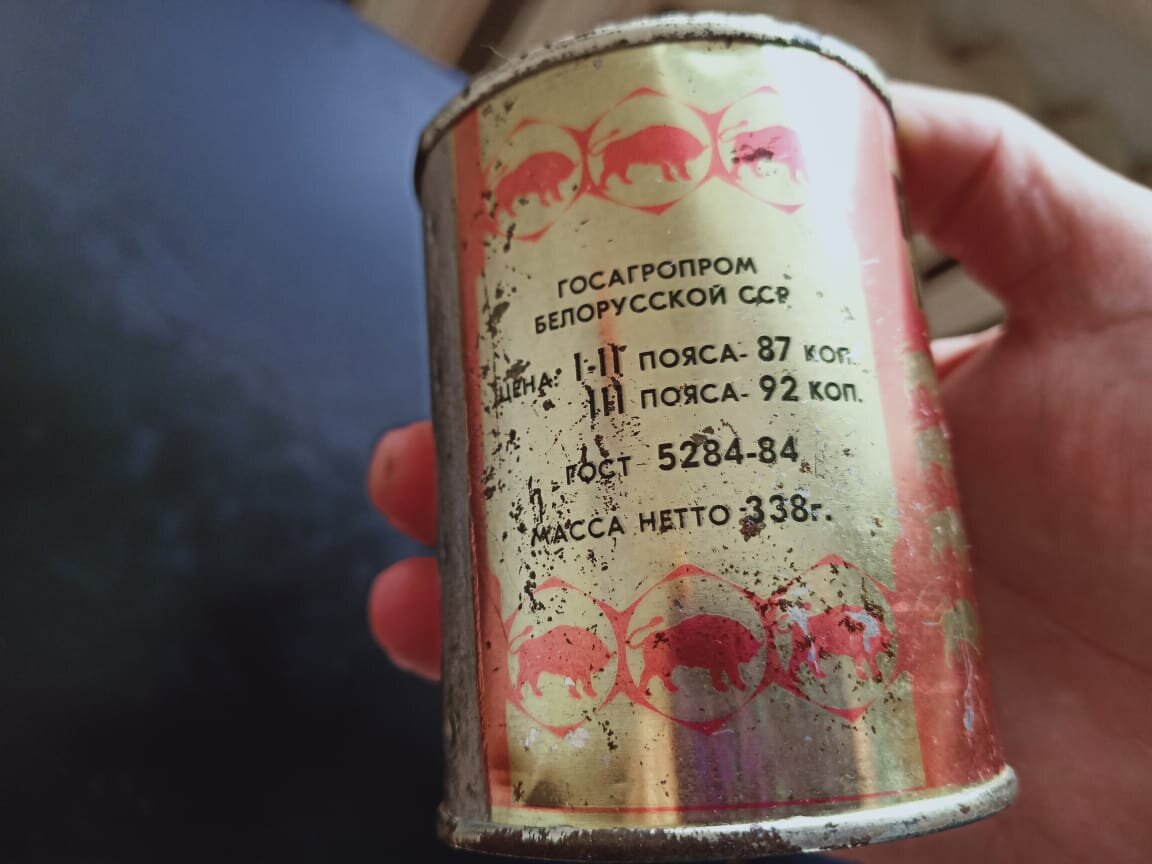 ГОСАГРОПРОМ
БЕЛОРУССКОЙ ССР
ЦЕНА: I-II ПОЯСА- 87 КОП.
III ПОЯСА- 92 КОП.
ГОСТ 5284-84
МАССА НЕТТО 338г.